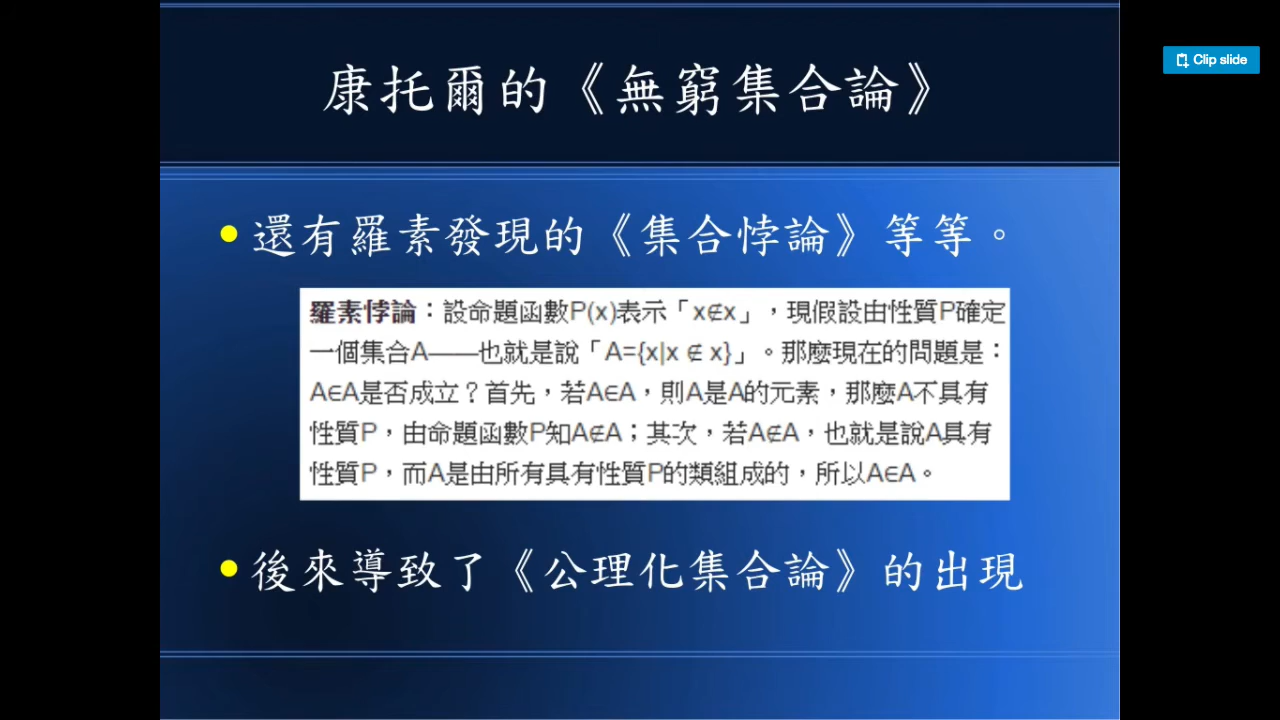 康托爾的《無窮集合論》
Clip slide
•還有羅素發現的《集合悖論》等等。
羅素悖論：設命題函數P(x)表示「x∉x」，現假設由性質P確定
一個集合A——也就是說「A={x|x ∉ x}」。那麼現在的問題是：
A∈A是否成立？首先，若A∈A，則A是A的元素，那麼A不具有
性質P，由命題函數P知A∉A；其次，若A∉A，也就是說A具有
性質P，而A是由所有具有性質P的類組成的，所以A∈A。
•後來導致了《公理化集合論》的出現